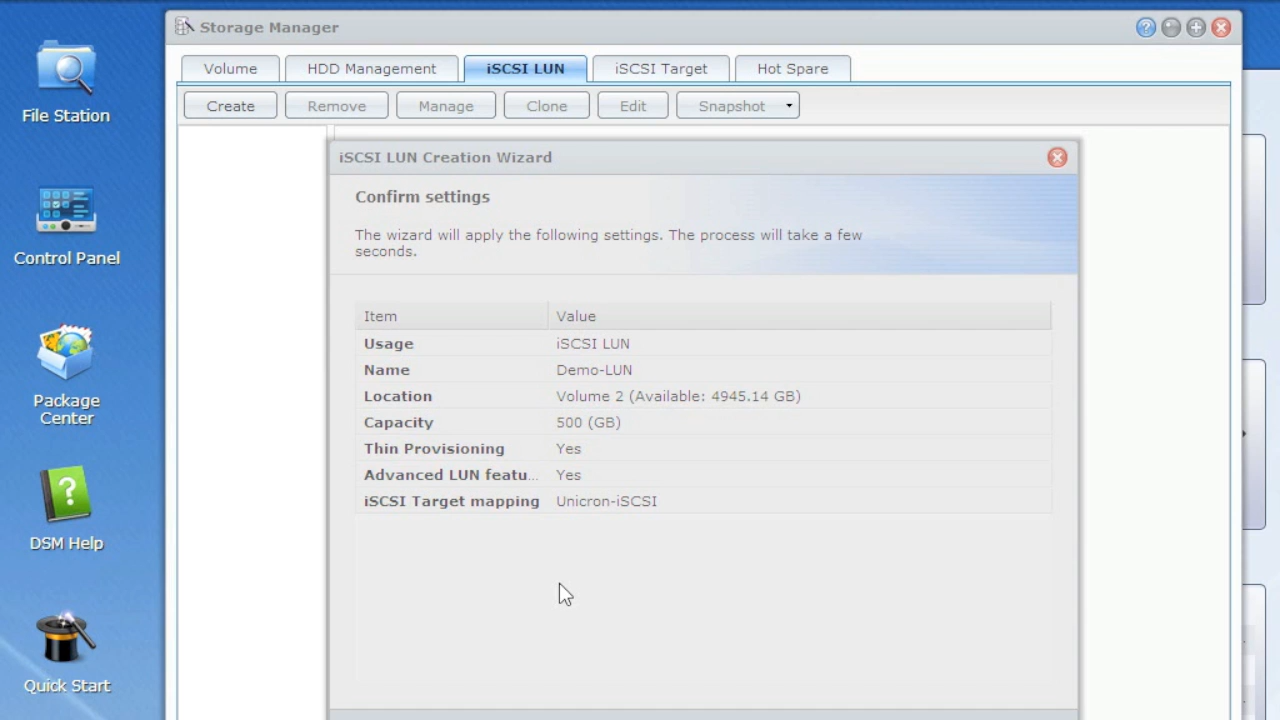 Storage Manager
Volume
HDD Management
iSCSI LUN
iSCSI Target
Hot Spare
Create
Remove
Manage
Clone
Edit
Snapshot
File Station
Control Panel
Package
Center
DSM Help
Quick Start
iSCSI LUN Creation Wizard
Confirm settings
The wizard will apply the following settings. The process will take a few
seconds.
Item Value
Usage iSCSI LUN
Name Demo-LUN
Location Volume 2 (Available: 4945.14 GB)
Capacity 500 (GB)
Thin Provisioning Yes
Advanced LUN featu... Yes
iSCSI Target mapping Unicron-iSCSI